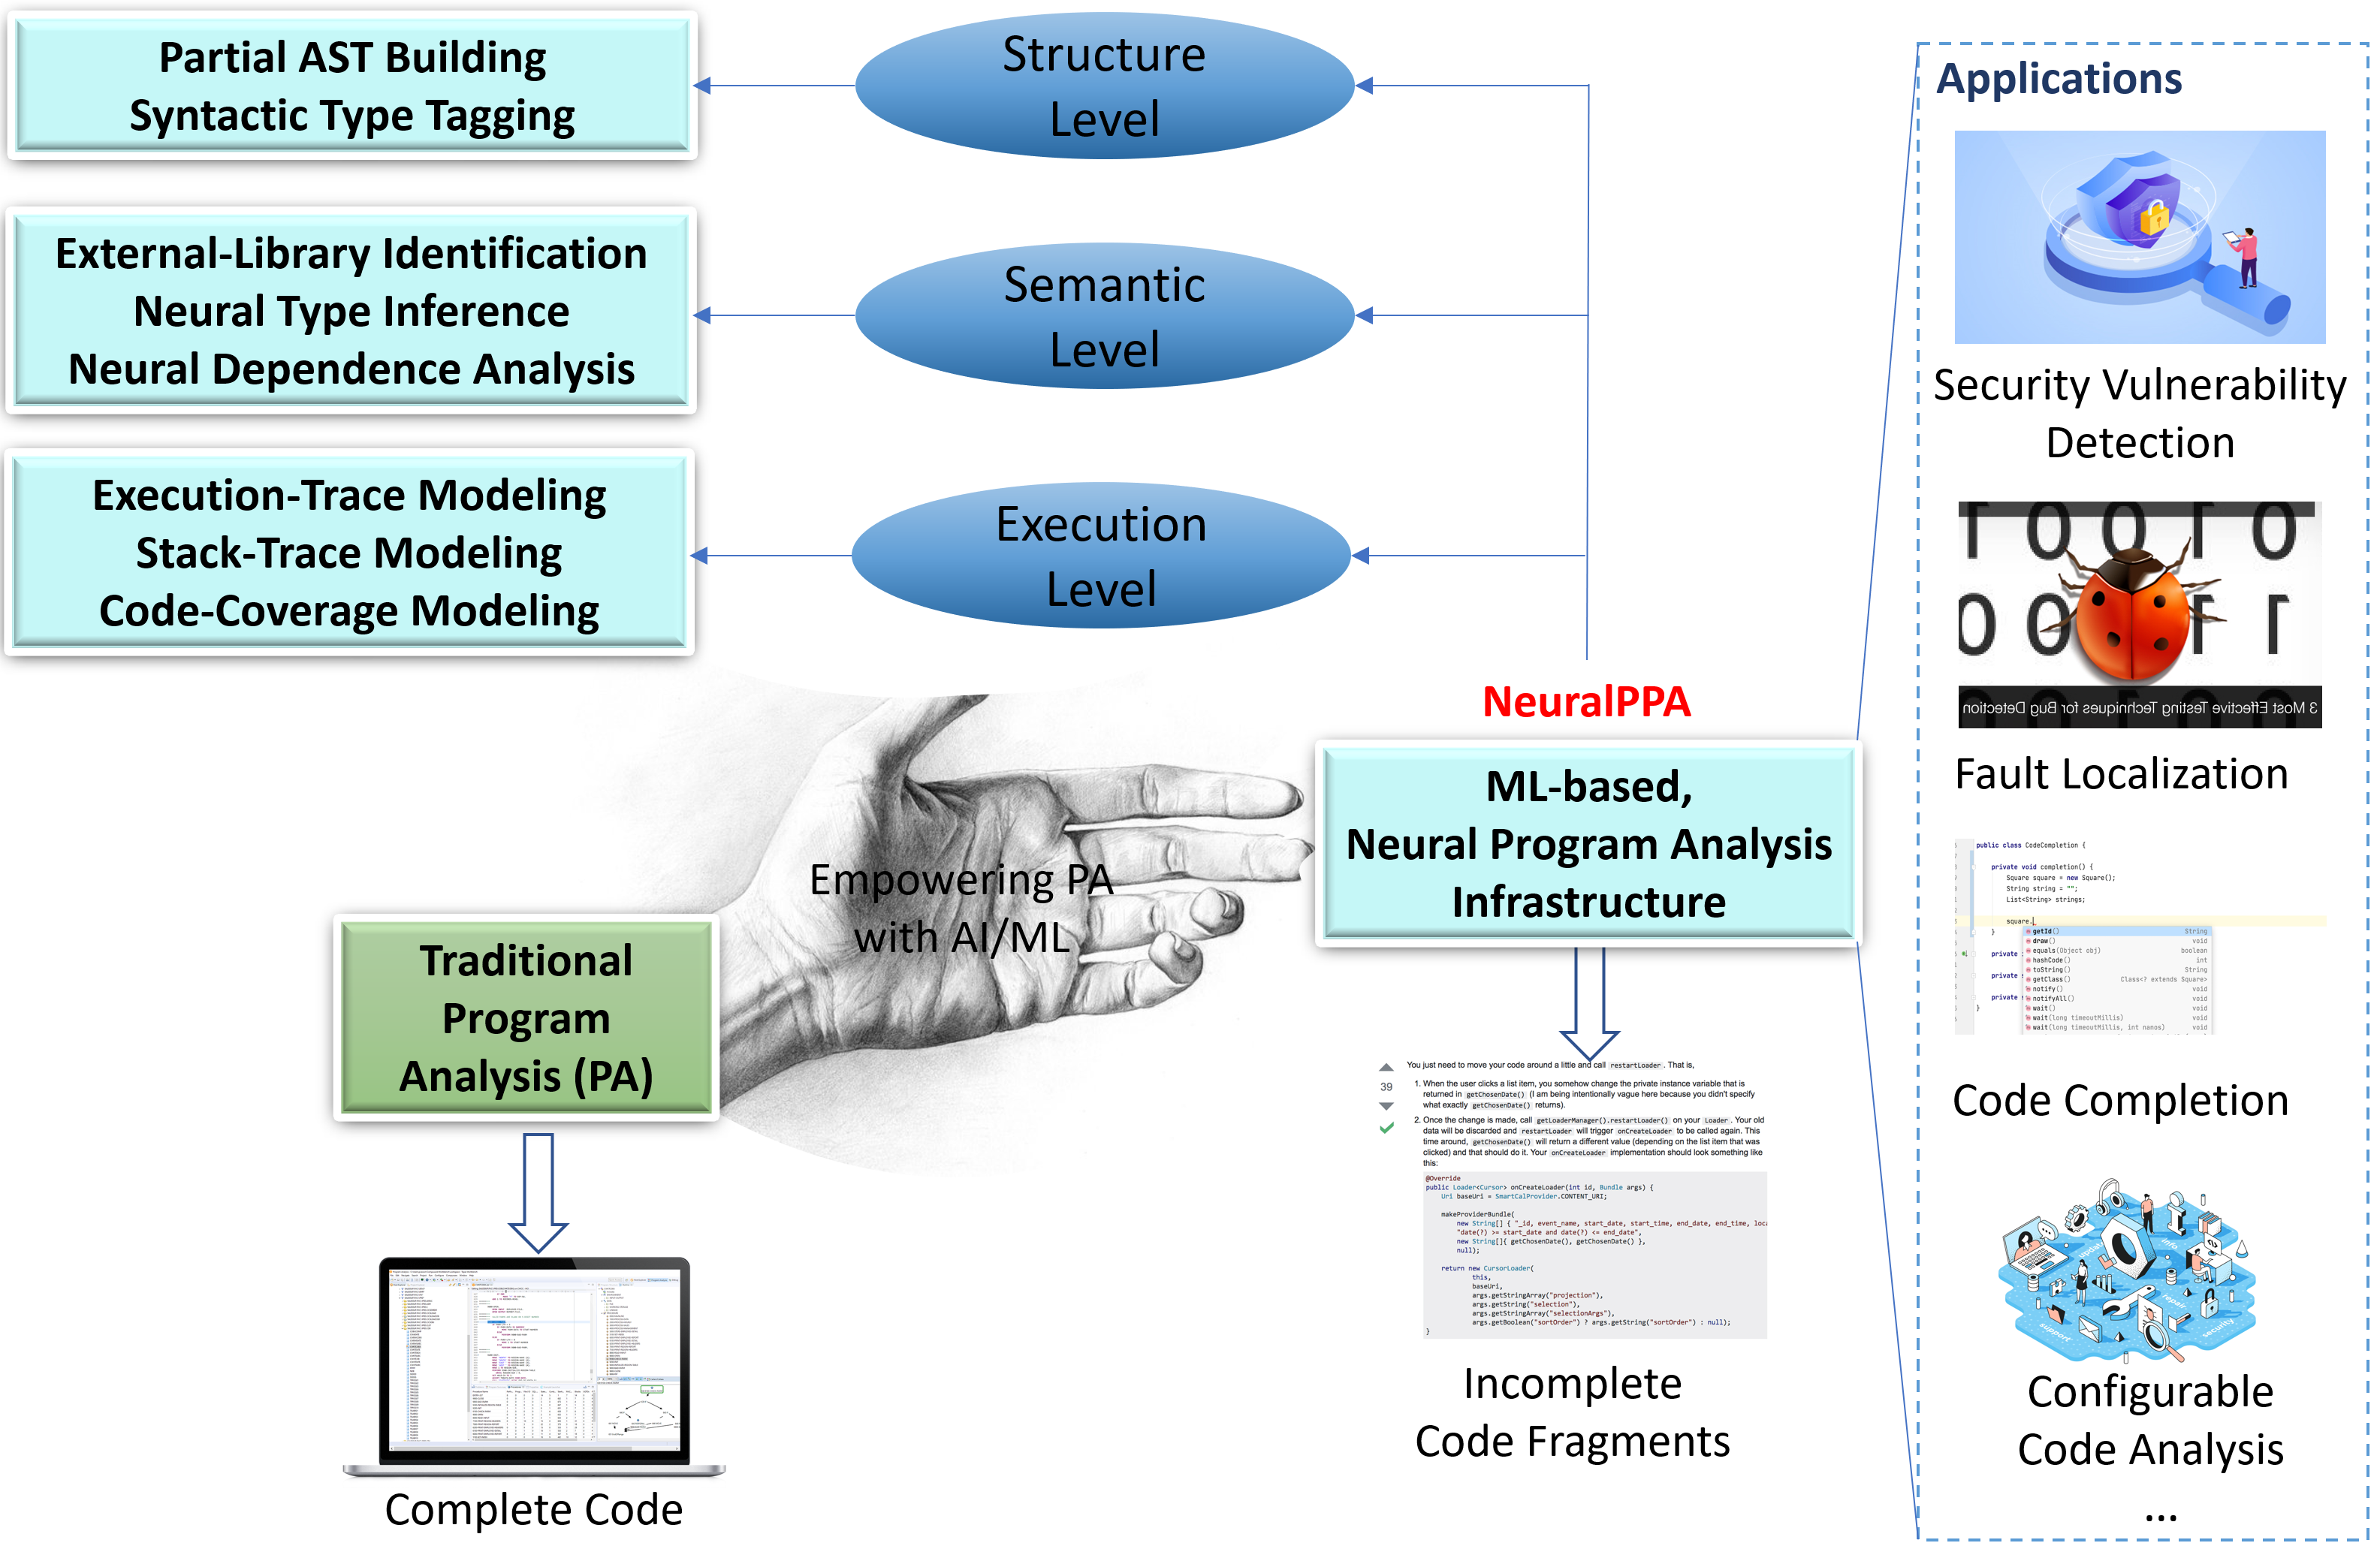 Partial AST Building
Syntactic Type Tagging
Structure
Level
External-Library Identification
Neural Type Inference
Neural Dependence Analysis
Semantic
Level
Execution-Trace Modeling
Stack-Trace Modeling
Code-Coverage Modeling
Execution
Level
NeuralPPA
ML-based,
Neural Program Analysis
Infrastructure
Empowering PA
with AI/ML
Traditional
Program
Analysis (PA)
Complete Code
You just need to move your code around a little and call restartLoader . That is,
39
1. When the user clicks a list item, you somehow change the private instance variable that is
returned in getChosenDate() (I am being intentionally vague here because you didn't specify
what exactly getChosenDate() returns).
2. Once the change is made, call getLoaderManager().restartLoader() on your Loader . Your old
data will be discarded and restartLoader will trigger onCreateLoader to be called again. This
time around, getChosenDate() will return a different value (depending on the list item that was
clicked) and that should do it. Your onCreateLoader implementation should look something like
this:
@Override
public Loader<Cursor> onCreateLoader(int id, Bundle args) {
Uri baseUri = SmartCalProvider.CONTENT_URI;
makeProviderBundle(
new String[] { "_id, event_name, start_date, start_time, end_date, end_time, loca
"date(?) >= start_date and date(?) <= end_date",
new String[]{ getChosenDate(), getChosenDate() },
null);
return new CursorLoader(
this,
baseUri,
args.getStringArray("projection"),
args.getString("selection"),
args.getStringArray("selectionArgs"),
args.getBoolean("sortOrder") ? args.getString("sortOrder") : null);
}
Incomplete
Code Fragments
Applications
Security Vulnerability
Detection
3 Most Effective Testing Techniques for Bug Detection
Fault Localization
public class CodeCompletion {
private void completion() {
Square square = new Square();
String string = "";
List<String> strings;
square.
}
getId() String
draw() void
equals(Object obj) boolean
private
hashCode() int
toString() String
private s
getClass() Class<? extends Square>
notify() void
private
notifyAll() void
}
wait() void
wait(long timeoutMillis) void
wait(long timeoutMillis, int nanos) void
Code Completion
update
info
repair
support
security
Configurable
Code Analysis
...